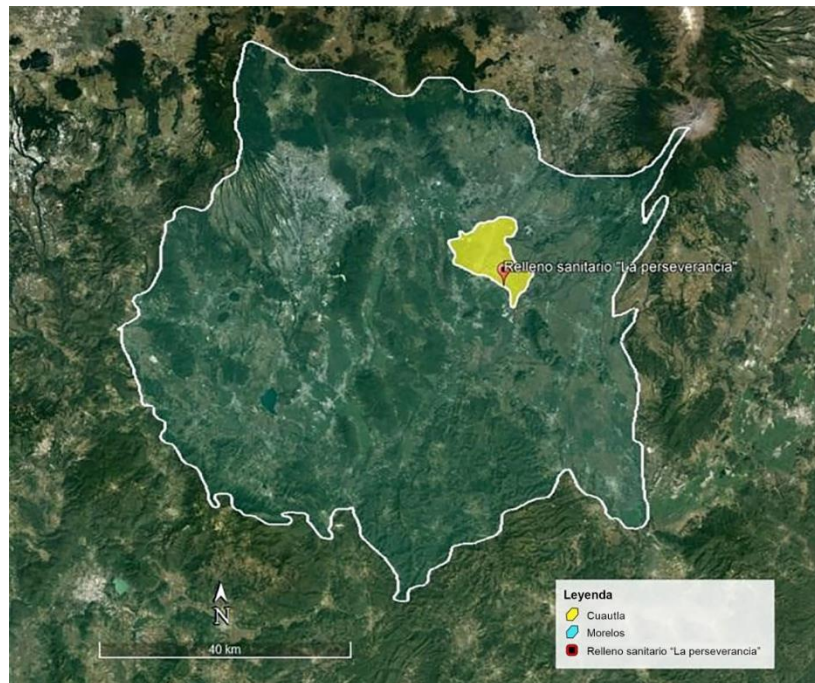 Relleno sanitario "La perseverancia"
N
40 km
Leyenda
Cuautla
Morelos
Relleno sanitario "La perseverancia"